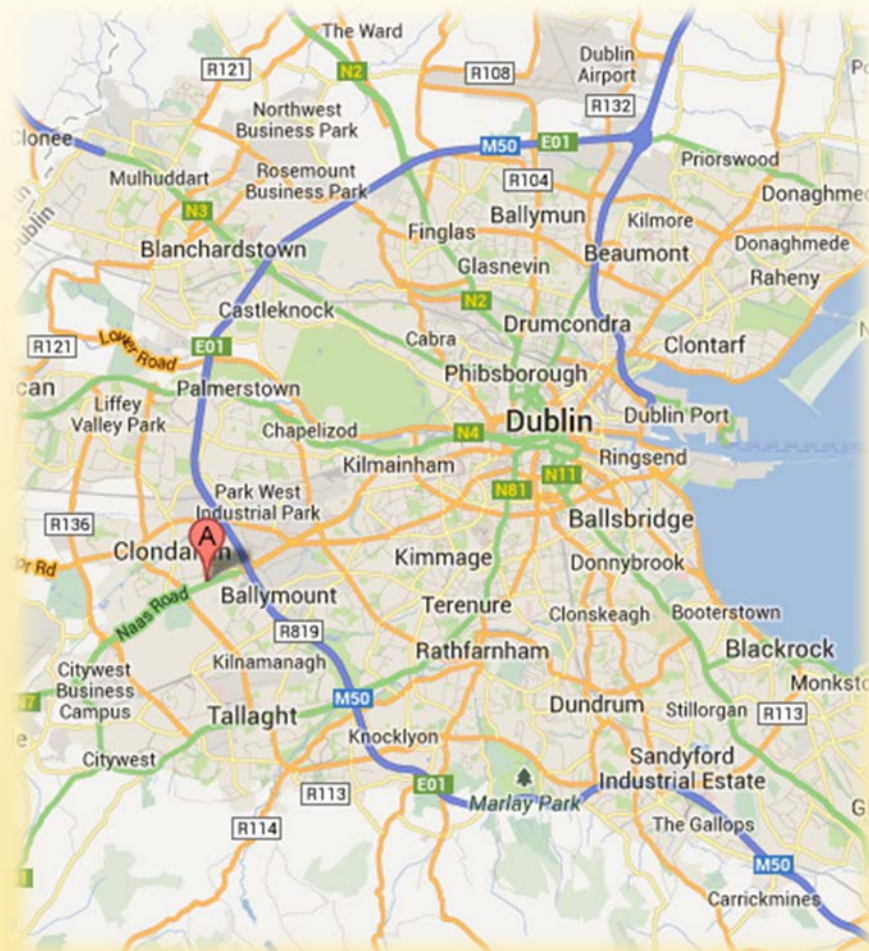 The Ward
R121
N2
R108
Dublin
Airport
R132
Northwest
Business Park
Clonee
M50
E01
Priorswood
Mulhuddart
Rosemount
Business Park
R104
N3
Ballymun
Kilmore
Finglas
Donaghmede
Blanchardstown
Beaumont
Glasnevin
Raheny
N2
Castleknock
Drumcondra
Cabra
Clontarf
R121
Lower Road
E01
Phibsborough
Palmerstown
Liffey
Valley Park
Dublin
Dublin Port
Chapelizod
N4
Kilmainham
Ringsend
N11
N81
Park West
Industrial Park
R136
Ballsbridge
A
Kimmage
Donnybrook
Ballymount
Naas Road
Terenure
Clonskeagh
Booterstown
R819
Rathfarnham
Blackrock
Kilnamanagh
Citywest
Business
Campus
N7
M50
Dundrum
Stillorgan
R113
Tallaght
Knocklyon
Citywest
Sandyford
Industrial Estate
E01
R113
Marlay Park
R114
The Gallops
M50
Carrickmines